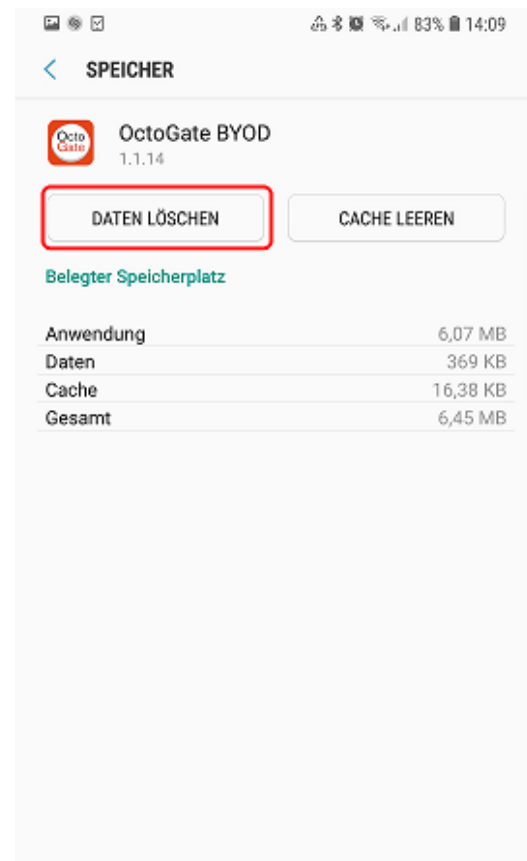 83% 14:09
SPEICHER
Octo
Gate
OctoGate BYOD
1.1.14
DATEN LÖSCHEN CACHE LEEREN
Belegter Speicherplatz
Anwendung 6,07 MB
Daten 369 KB
Cache 16,38 KB
Gesamt 6,45 MB